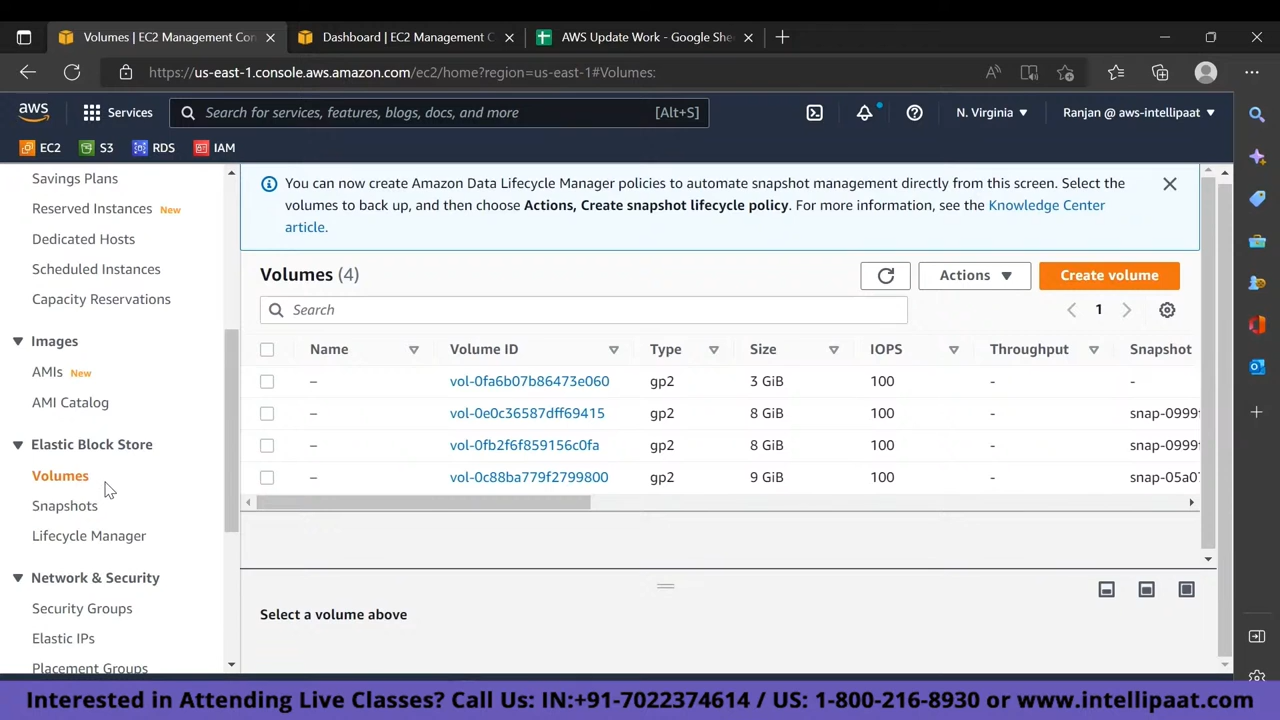 Volumes | EC2 Management Con
Dashboard | EC2 Management C
AWS Update Work - Google She
https://us-east-1.console.aws.amazon.com/ec2/home?region=us-east-1#Volumes:
aws
Services
Search for services, features, blogs, docs, and more
[Alt+S]
N. Virginia
Ranjan @ aws-intellipaat
EC2
S3
RDS
IAM
Savings Plans
Reserved Instances New
Dedicated Hosts
Scheduled Instances
Capacity Reservations
Images
AMIs New
AMI Catalog
Elastic Block Store
Volumes
Snapshots
Lifecycle Manager
Network & Security
Security Groups
Elastic IPs
Placement Groups
You can now create Amazon Data Lifecycle Manager policies to automate snapshot management directly from this screen. Select the
volumes to back up, and then choose Actions, Create snapshot lifecycle policy. For more information, see the Knowledge Center
article.
Volumes (4)
Actions
Create volume
Search
1
Name Volume ID Type Size IOPS Throughput Snapshot
– vol-0fa6b07b86473e060 gp2 3 GiB 100 - -
– vol-0e0c36587dff69415 gp2 8 GiB 100 - snap-0999
– vol-0fb2f6f859156c0fa gp2 8 GiB 100 - snap-0999
– vol-0c88ba779f2799800 gp2 9 GiB 100 - snap-05a07
Select a volume above
Interested in Attending Live Classes? Call Us: IN:+91-7022374614 / US: 1-800-216-8930 or www.intellipaat.com